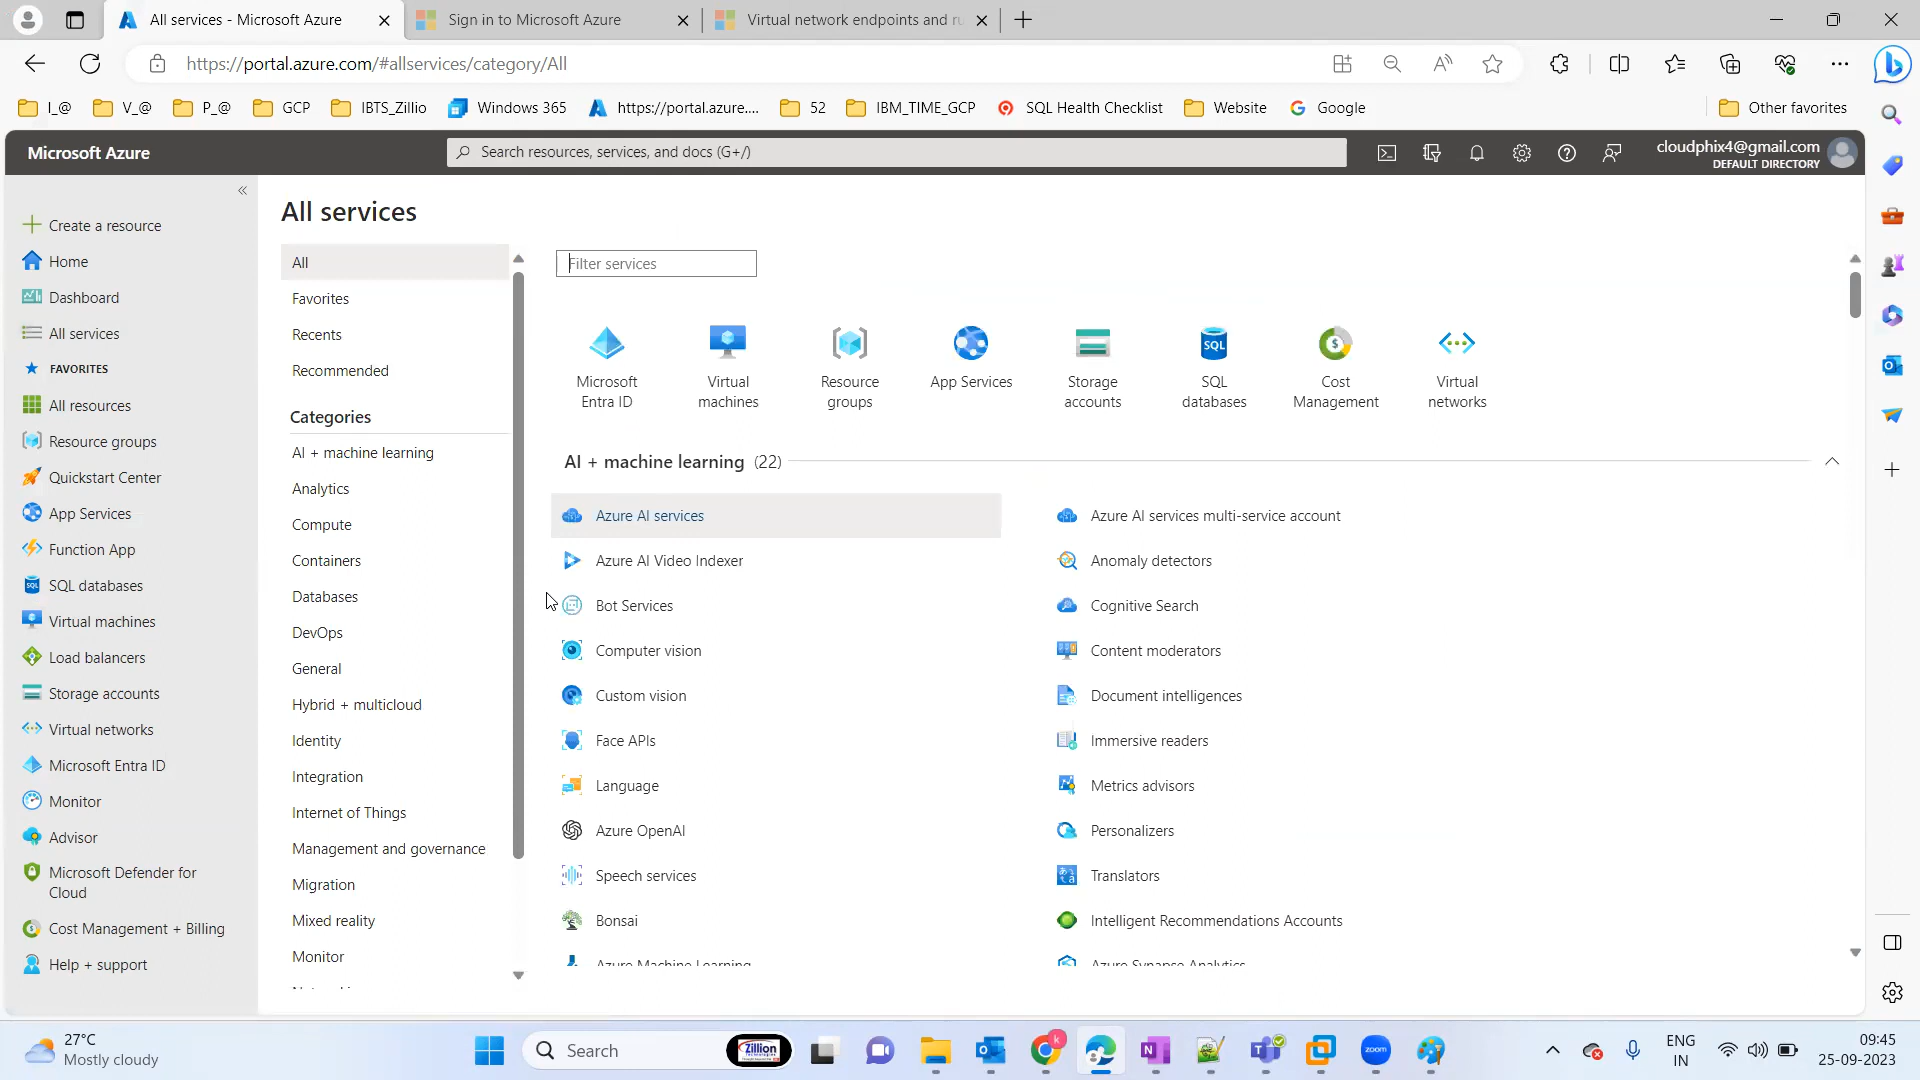 All services - Microsoft Azure
Sign in to Microsoft Azure
Virtual network endpoints and ru
https://portal.azure.com/#allservices/category/All
I_@
V_@
P_@
GCP
IBTS_Zillio
Windows 365
https://portal.azure....
52
IBM_TIME_GCP
SQL Health Checklist
Website
Google
Other favorites
Microsoft Azure
Search resources, services, and docs (G+/)
cloudphix4@gmail.com
DEFAULT DIRECTORY
Create a resource
Home
Dashboard
All services
FAVORITES
All resources
Resource groups
Quickstart Center
App Services
Function App
SQL databases
Virtual machines
Load balancers
Storage accounts
Virtual networks
Microsoft Entra ID
Monitor
Advisor
Microsoft Defender for
Cloud
Cost Management + Billing
Help + support
All services
All
Favorites
Recents
Recommended
Categories
AI + machine learning
Analytics
Compute
Containers
Databases
DevOps
General
Hybrid + multicloud
Identity
Integration
Internet of Things
Management and governance
Migration
Mixed reality
Monitor
Filter services
Microsoft
Entra ID
Virtual
machines
Resource
groups
App Services
Storage
accounts
SQL
SQL
databases
Cost
Management
Virtual
networks
AI + machine learning (22)
Azure AI services
Azure AI services multi-service account
Azure AI Video Indexer
Anomaly detectors
Bot Services
Cognitive Search
Computer vision
Content moderators
Custom vision
Document intelligences
Face APIs
Immersive readers
Language
Metrics advisors
Azure OpenAI
Personalizers
Speech services
Translators
Bonsai
Intelligent Recommendations Accounts
Azure Machine Learning
Azure Synapse Analytics
27°C
Mostly cloudy
Search
Zillion
zoom
ENG
IN
09:45
25-09-2023